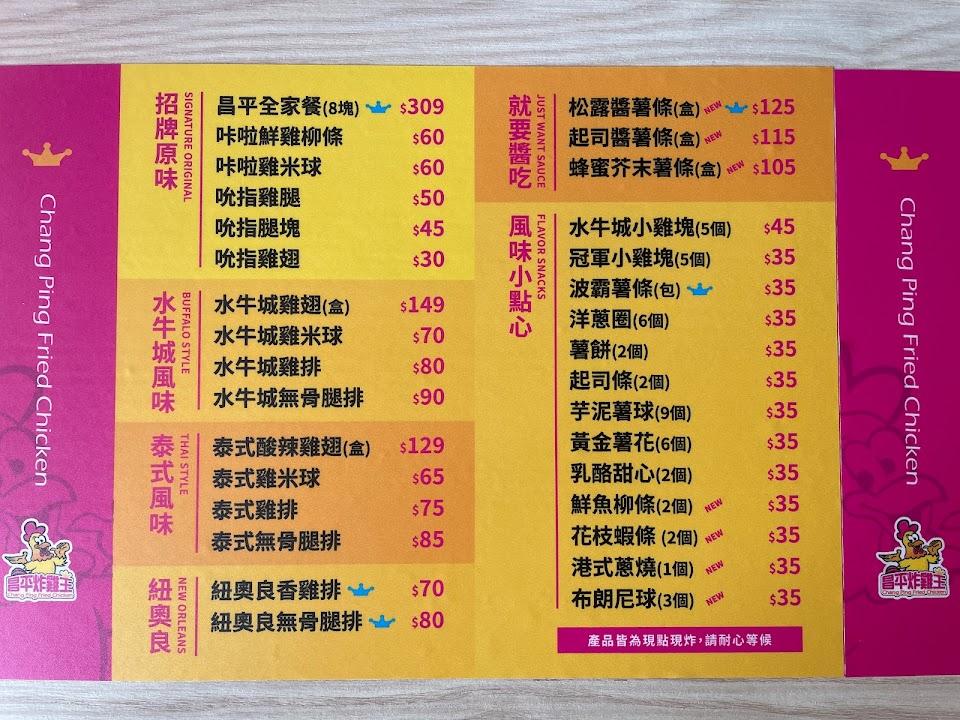 Chang Ping Fried Chicken
昌平炸雞王
Chang Ping Fried Chicken
招牌原味
SIGNATURE ORIGINAL
昌平全家餐(8塊) $309
咔啦鮮雞柳條 $60
咔啦雞米球 $60
吮指雞腿 $50
吮指腿塊 $45
吮指雞翅 $30
水牛城風味
BUFFALO STYLE
水牛城雞翅(盒) $149
水牛城雞米球 $70
水牛城雞排 $80
水牛城無骨腿排 $90
泰式風味
THAI STYLE
泰式酸辣雞翅(盒) $129
泰式雞米球 $65
泰式雞排 $75
泰式無骨腿排 $85
紐奧良
NEW ORLEANS
紐奧良香雞排 $70
紐奧良無骨腿排 $80
就要醬吃
JUST WANT SAUCE
松露醬薯條(盒) NEW $125
起司醬薯條(盒) NEW $115
蜂蜜芥末薯條(盒) NEW $105
風味小點心
FLAVOR SNACKS
水牛城小雞塊(5個) $45
冠軍小雞塊(5個) $35
波霸薯條(包) $35
洋蔥圈(6個) $35
薯餅(2個) $35
起司條(2個) $35
芋泥薯球(9個) $35
黃金薯花(6個) $35
乳酪甜心(2個) $35
鮮魚柳條(2個) NEW $35
花枝蝦條 (2個) NEW $35
港式蔥燒(1個) NEW $35
布朗尼球(3個) NEW $35
產品皆為現點現炸，請耐心等候
Chang Ping Fried Chicken
昌平炸雞王
Chang Ping Fried Chicken